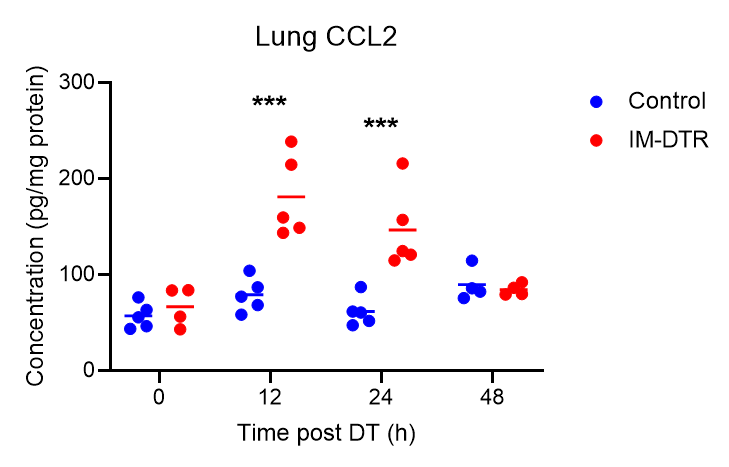 Lung CCL2
Concentration (pg/mg protein)
300
200
100
0
***
***
0 12 24 48
Time post DT (h)
Control
IM-DTR